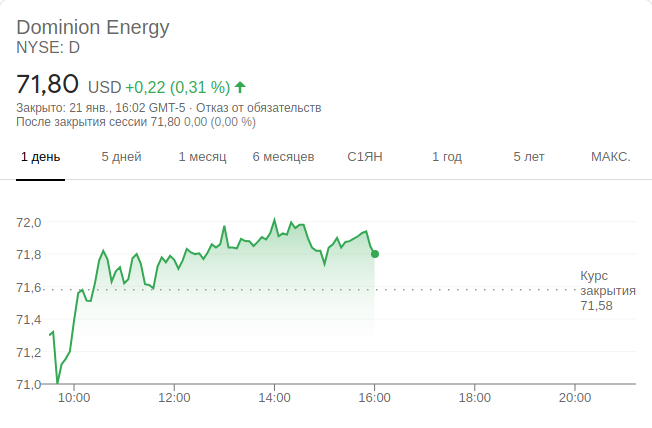 Dominion Energy
NYSE: D
71,80 USD +0,22 (0,31 %)
Закрыто: 21 янв., 16:02 GMT-5 · Отказ от обязательств
После закрытия сессии 71,80 0,00 (0,00 %)
1 день 5 дней 1 месяц 6 месяцев С1ЯН 1 год 5 лет МАКС.
72,0
71,8
71,6
71,4
71,2
71,0
Курс
закрытия
71,58
10:00 12:00 14:00 16:00 18:00 20:00